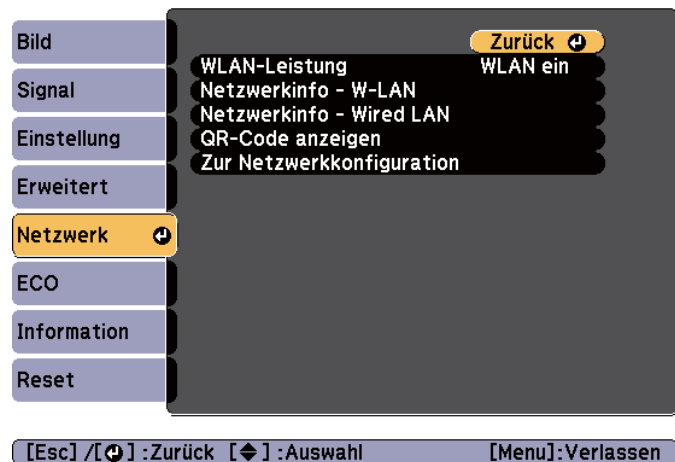 Bild
Signal
Einstellung
Erweitert
Netzwerk
ECO
Information
Reset
Zurück
WLAN-Leistung WLAN ein
Netzwerkinfo - W-LAN
Netzwerkinfo - Wired LAN
QR-Code anzeigen
Zur Netzwerkkonfiguration
[Esc] /[⏎] :Zurück [◆] :Auswahl [Menu]:Verlassen